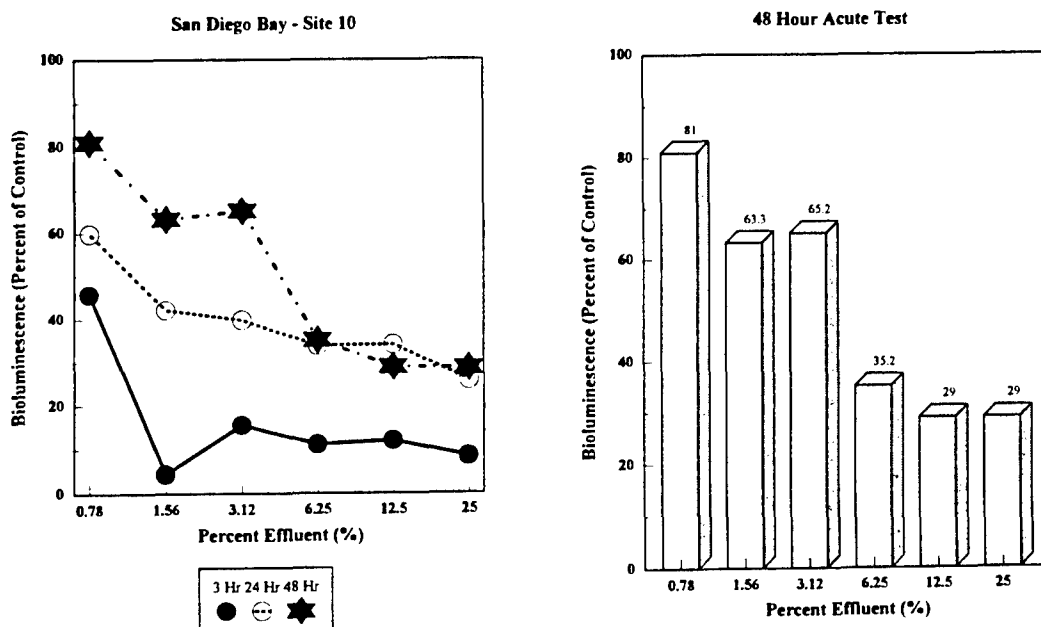 San Diego Bay - Site 10
100
80
60
40
20
0
Bioluminescence (Percent of Control)
0.78 1.56 3.12 6.25 12.5 25
Percent Effluent (%)
3 Hr 24 Hr 48 Hr
48 Hour Acute Test
100
80
60
40
20
0
Bioluminescence (Percent of Control)
81
63.3
65.2
35.2
29
29
0.78 1.56 3.12 6.25 12.5 25
Percent Effluent (%)